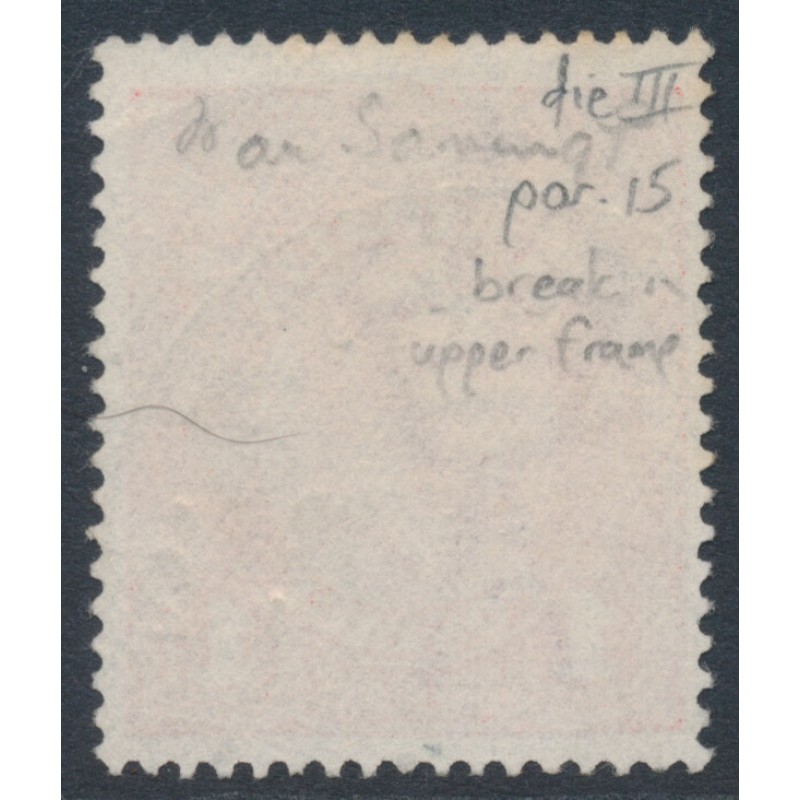 die III
par. 15
break in
upper frame